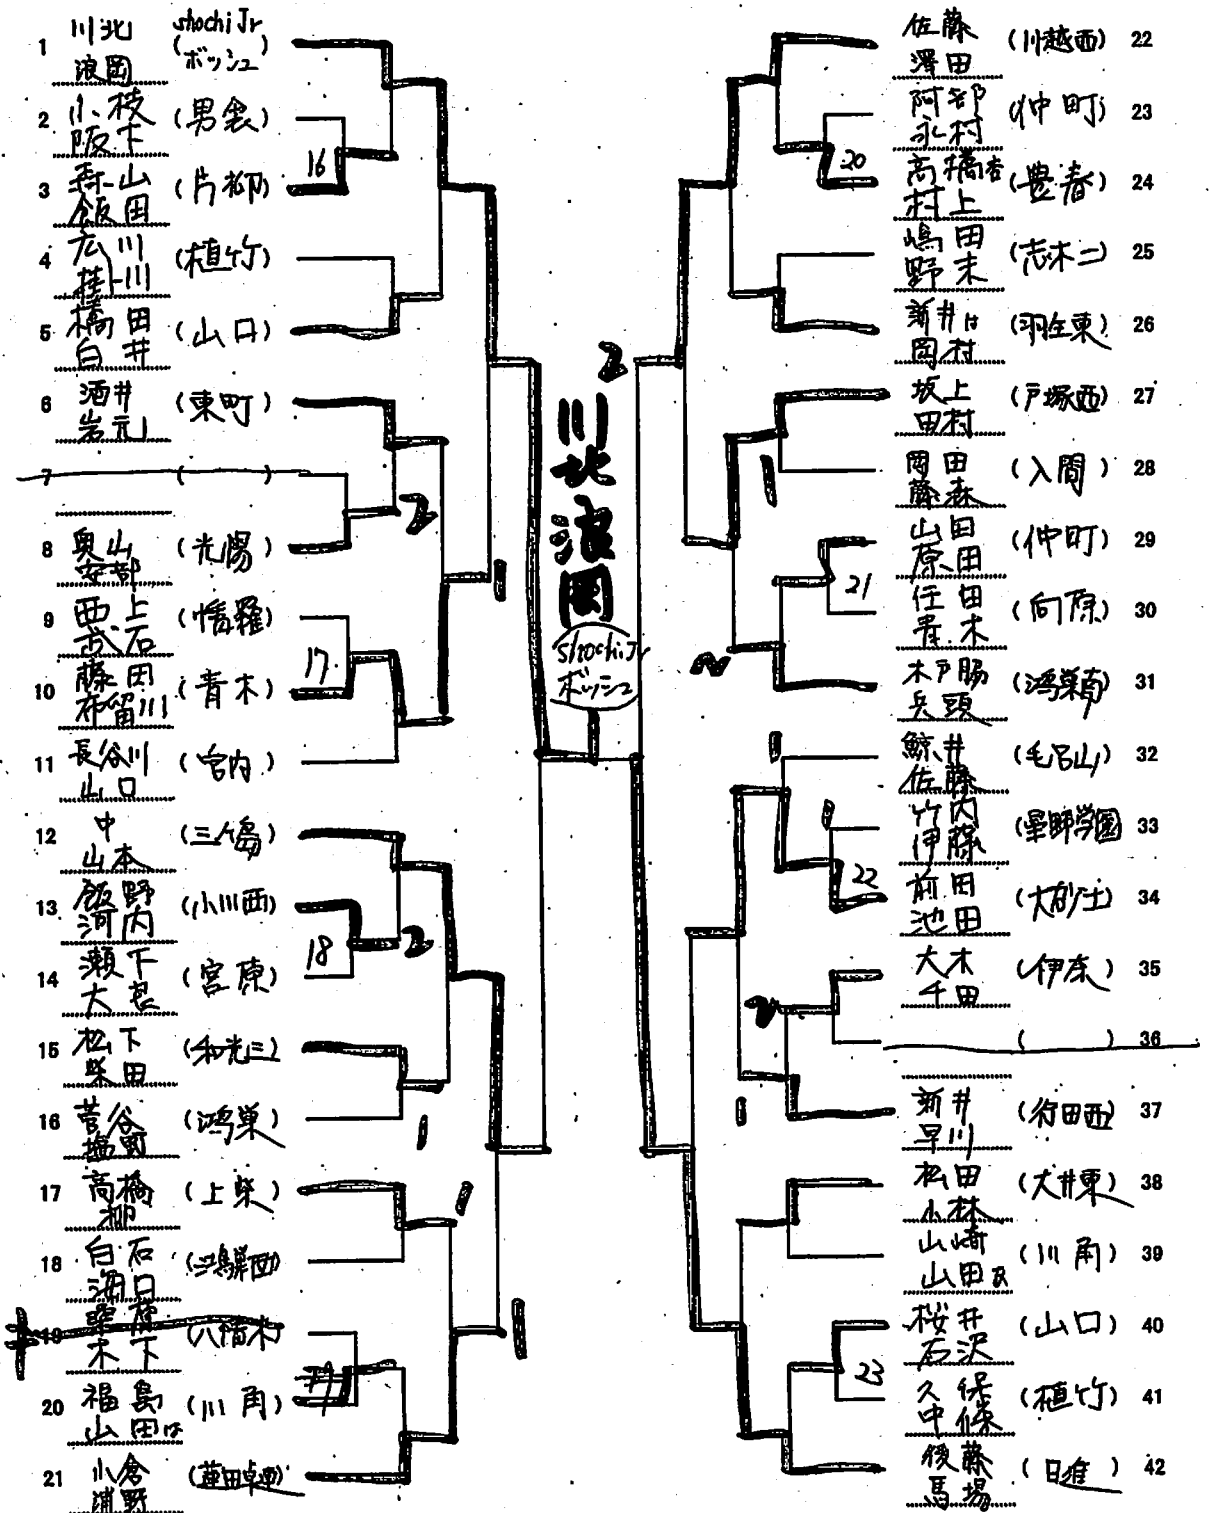 1 川北 shochi Jr
浪岡 (ボッシュ)
2 小枝 (男衾)
阪下
3 森山 (片柳)
飯田
4 広川 (植竹)
掛川
5 橋田 (山口)
白井
6 酒井 (東町)
岩元
7 ( )
8 奥山 (光陽)
安部
9 西上 (幡羅)
武石
10 藤田 (青木)
布留川
11 長谷川 (宮内)
山口
12 中 (三ヶ島)
山本
13 飯野 (小川西)
河内
14 瀬下 (宮原)
大良
15 松下 (和光三)
柴田
16 菅谷 (鴻巣)
塩野
17 高橋 (上柴)
柳
18 白石 (鴻巣西)
海口
19 (八幡木)
木下
20 福島 (川角)
山田は
21 小倉 (蓮田卓連)
浦野
16
2
17
18
2
1
1
1
1
2
川北
浪岡
shochi Jr
ボッシュ
佐藤 (川越西) 22
澤田
阿部 (仲町) 23
永村
高橋杏 (豊春) 24
村上
嶋田 (志木二) 25
野末
新井は (羽生東) 26
岡村
坂上 (戸塚西) 27
田村
岡田 (入間) 28
藤森
山田 (仲町) 29
原田
任田 (向原) 30
青木
木戸脇 (鴻巣南) 31
兵頭
鯨井 (毛呂山) 32
佐藤
竹内 (星野学園) 33
伊藤
前田 (大砂土) 34
池田
大木 (伊奈) 35
千田
( ) 36
新井 (行田西) 37
早川
松田 (大井東) 38
小林
山崎 (川角) 39
山田
桜井 (山口) 40
石沢
久保 (植竹) 41
中條
後藤 (日進) 42
馬場
20
1
21
2
1
1
22
2
1
23